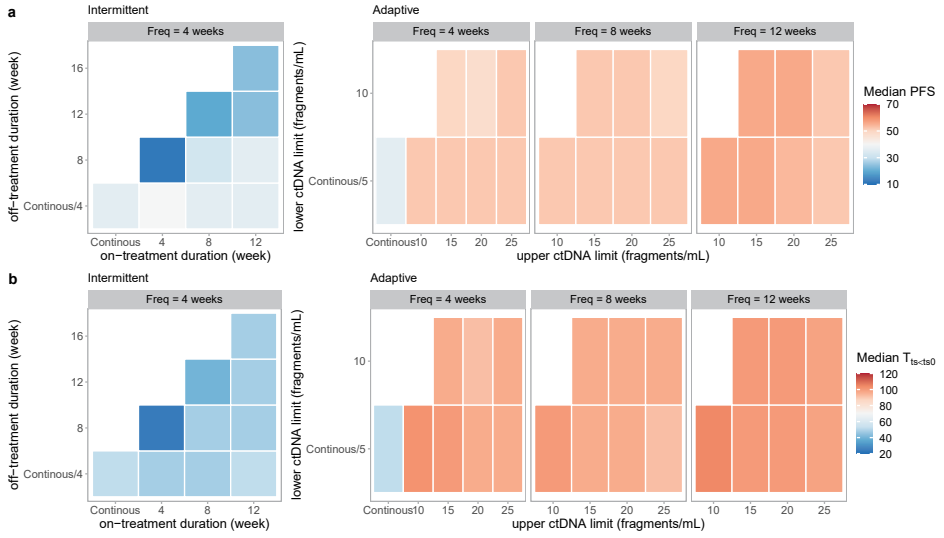 a
Intermittent
Adaptive
Freq = 4 weeks
Freq = 4 weeks
Freq = 8 weeks
Freq = 12 weeks
off−treatment duration (week)
16
12
8
Continous/4
Continous
4
8
12
on−treatment duration (week)
lower ctDNA limit (fragments/mL)
10
Continous/5
Continous
10
15
20
25
10
15
20
25
10
15
20
25
upper ctDNA limit (fragments/mL)
Median PFS
70
50
30
10
b
Intermittent
Adaptive
Freq = 4 weeks
Freq = 4 weeks
Freq = 8 weeks
Freq = 12 weeks
off−treatment duration (week)
16
12
8
Continous/4
Continous
4
8
12
on−treatment duration (week)
lower ctDNA limit (fragments/mL)
10
Continous/5
Continous
10
15
20
25
10
15
20
25
10
15
20
25
upper ctDNA limit (fragments/mL)
Median Tts<ts0
120
100
80
60
40
20